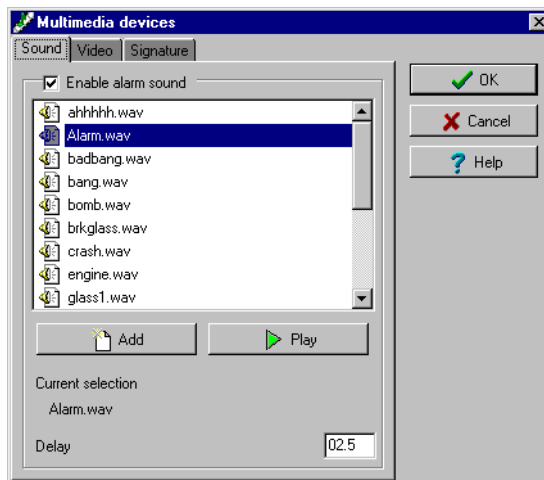 Multimedia devices
Sound Video Signature
Enable alarm sound
ahhhhh.wav
Alarm.wav
badbang.wav
bang.wav
bomb.wav
brkglass.wav
crash.wav
engine.wav
glass1.wav
Add Play
Current selection
Alarm.wav
Delay 02.5
OK
Cancel
Help